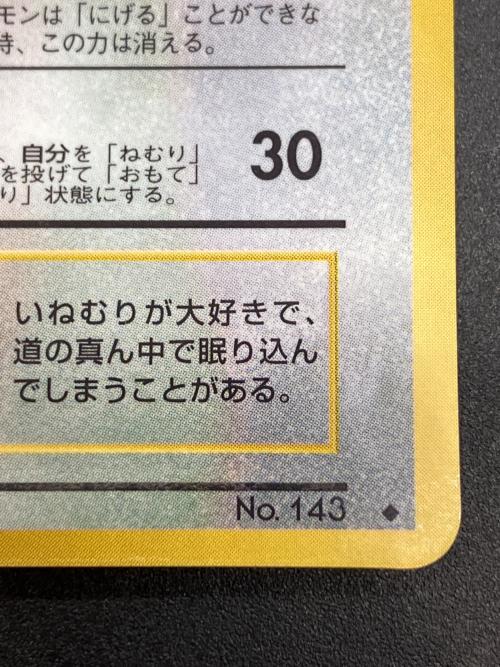 モンは「にげる」ことができな
時、この力は消える。
、自分を［ねむり］
を投げて「おもて］
り」状態にする。
30
いねむりが大好きで、
道の真ん中で眠り込ん
でしまうことがある。
No. 143 ◆